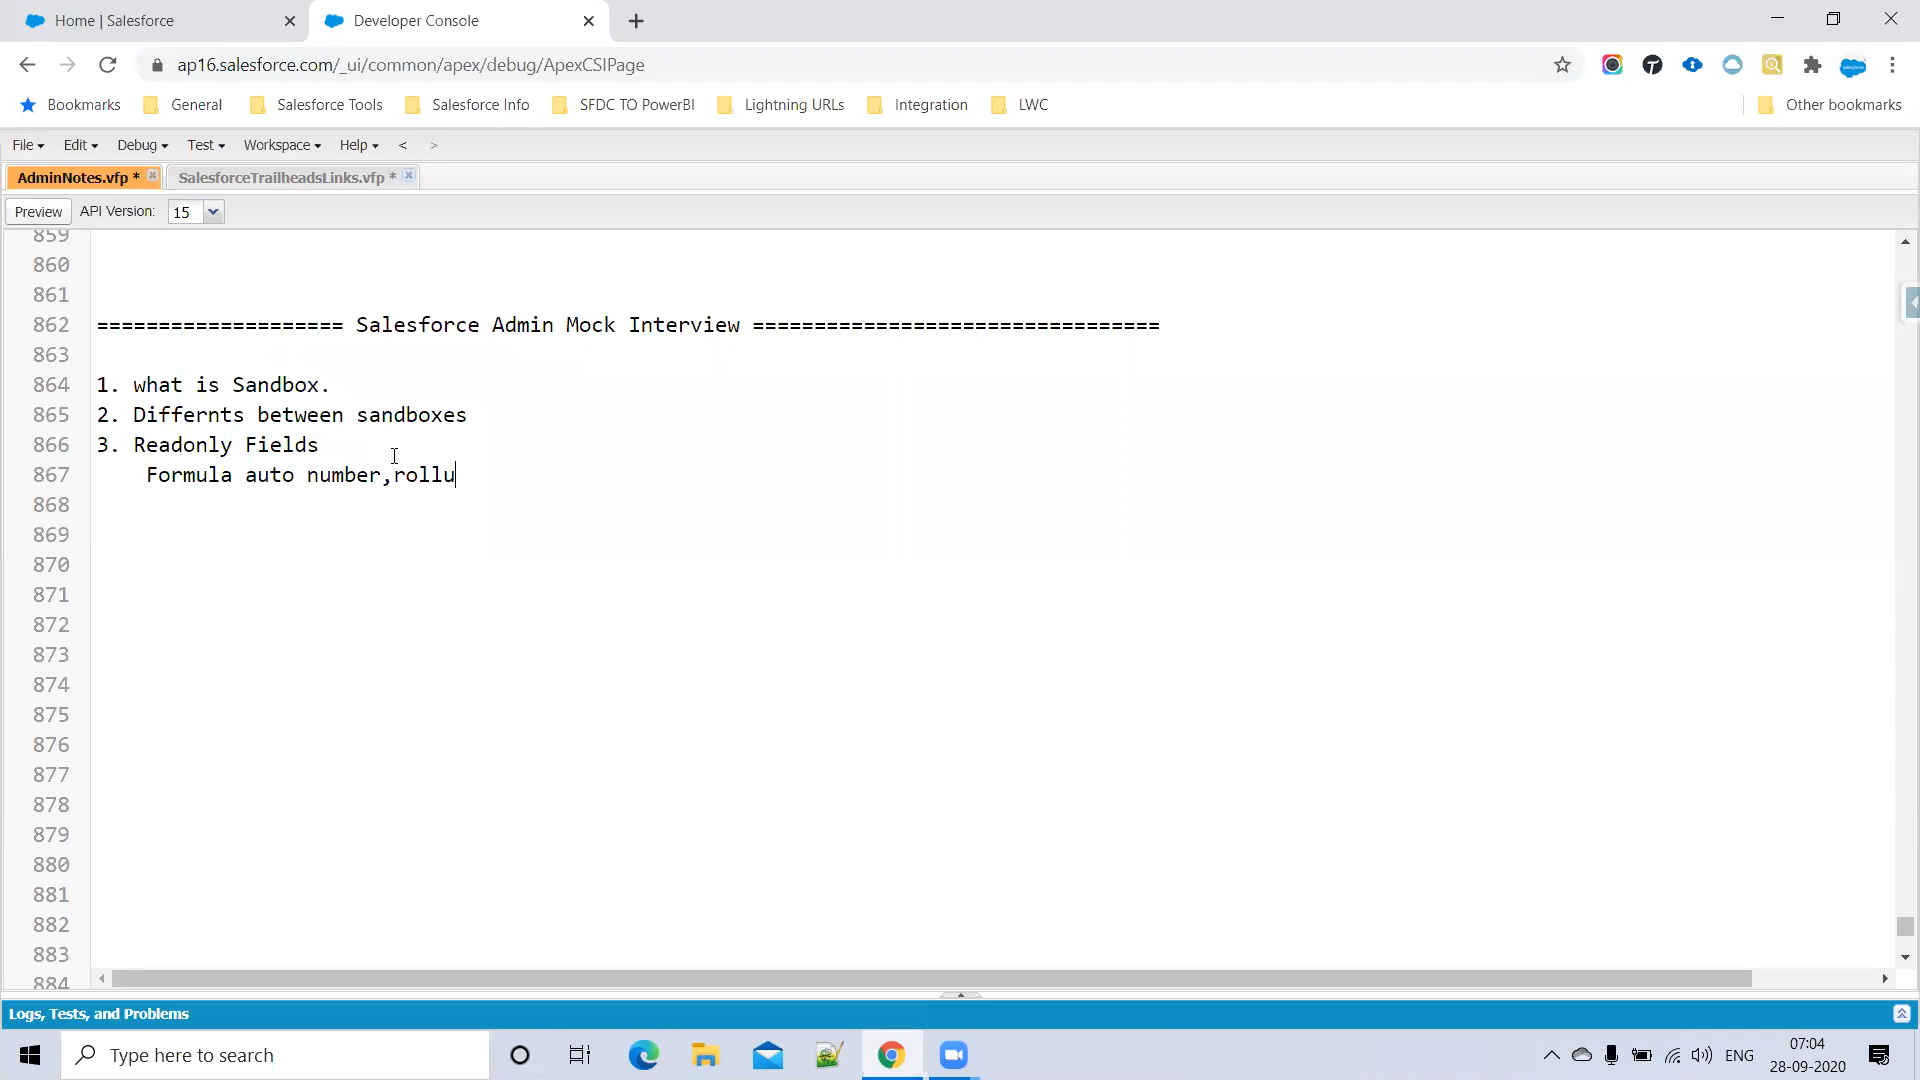 Home | Salesforce
Developer Console
ap16.salesforce.com/_ui/common/apex/debug/ApexCSIPage
Bookmarks General Salesforce Tools Salesforce Info SFDC TO PowerBI Lightning URLs Integration LWC Other bookmarks
File Edit Debug Test Workspace Help < >
AdminNotes.vfp * SalesforceTrailheadsLinks.vfp *
Preview API Version: 15
859
860
861
862 ==================== Salesforce Admin Mock Interview =================================
863
864 1. what is Sandbox.
865 2. Differnts between sandboxes
866 3. Readonly Fields
867 Formula auto number,rollu
868
869
870
871
872
873
874
875
876
877
878
879
880
881
882
883
884
Logs, Tests, and Problems
Type here to search
ENG
07:04
28-09-2020